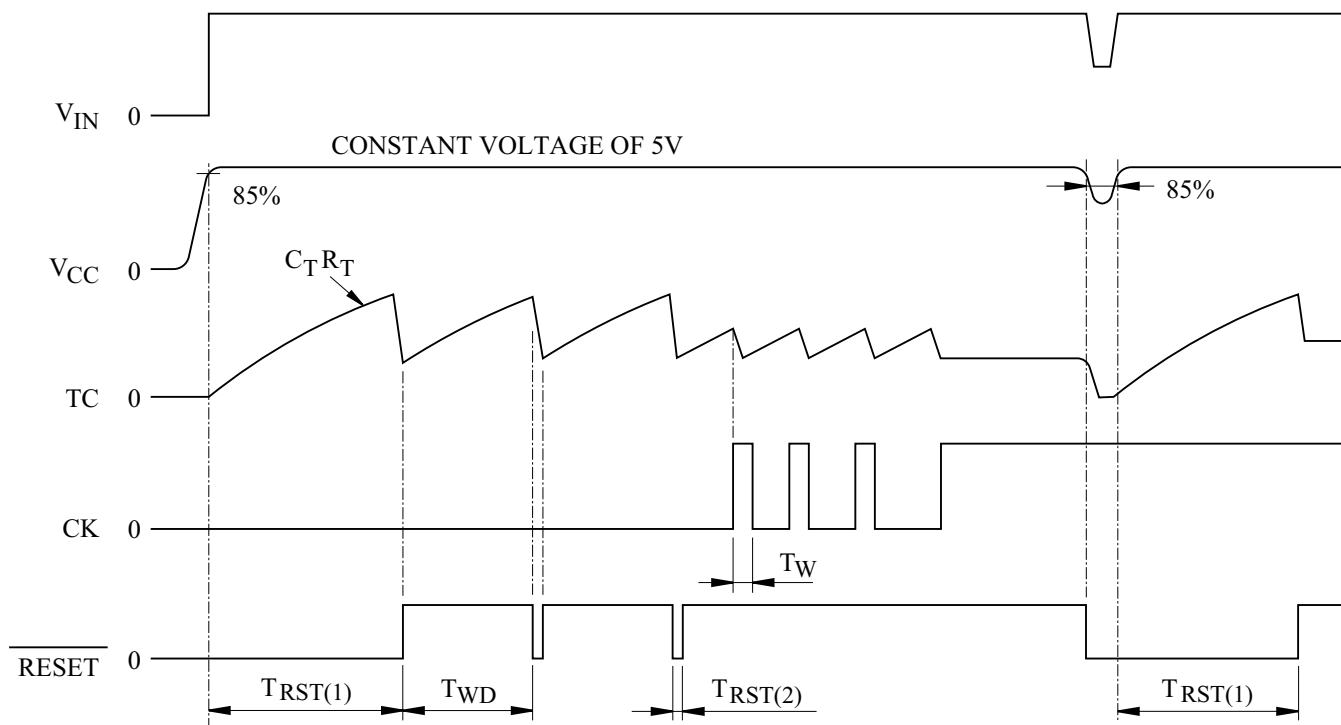 V_IN 0
CONSTANT VOLTAGE OF 5V
85% 85%
V_CC 0
C_T R_T
TC 0
CK 0
T_W
RESET 0
T_RST(1) T_WD T_RST(2) T_RST(1)